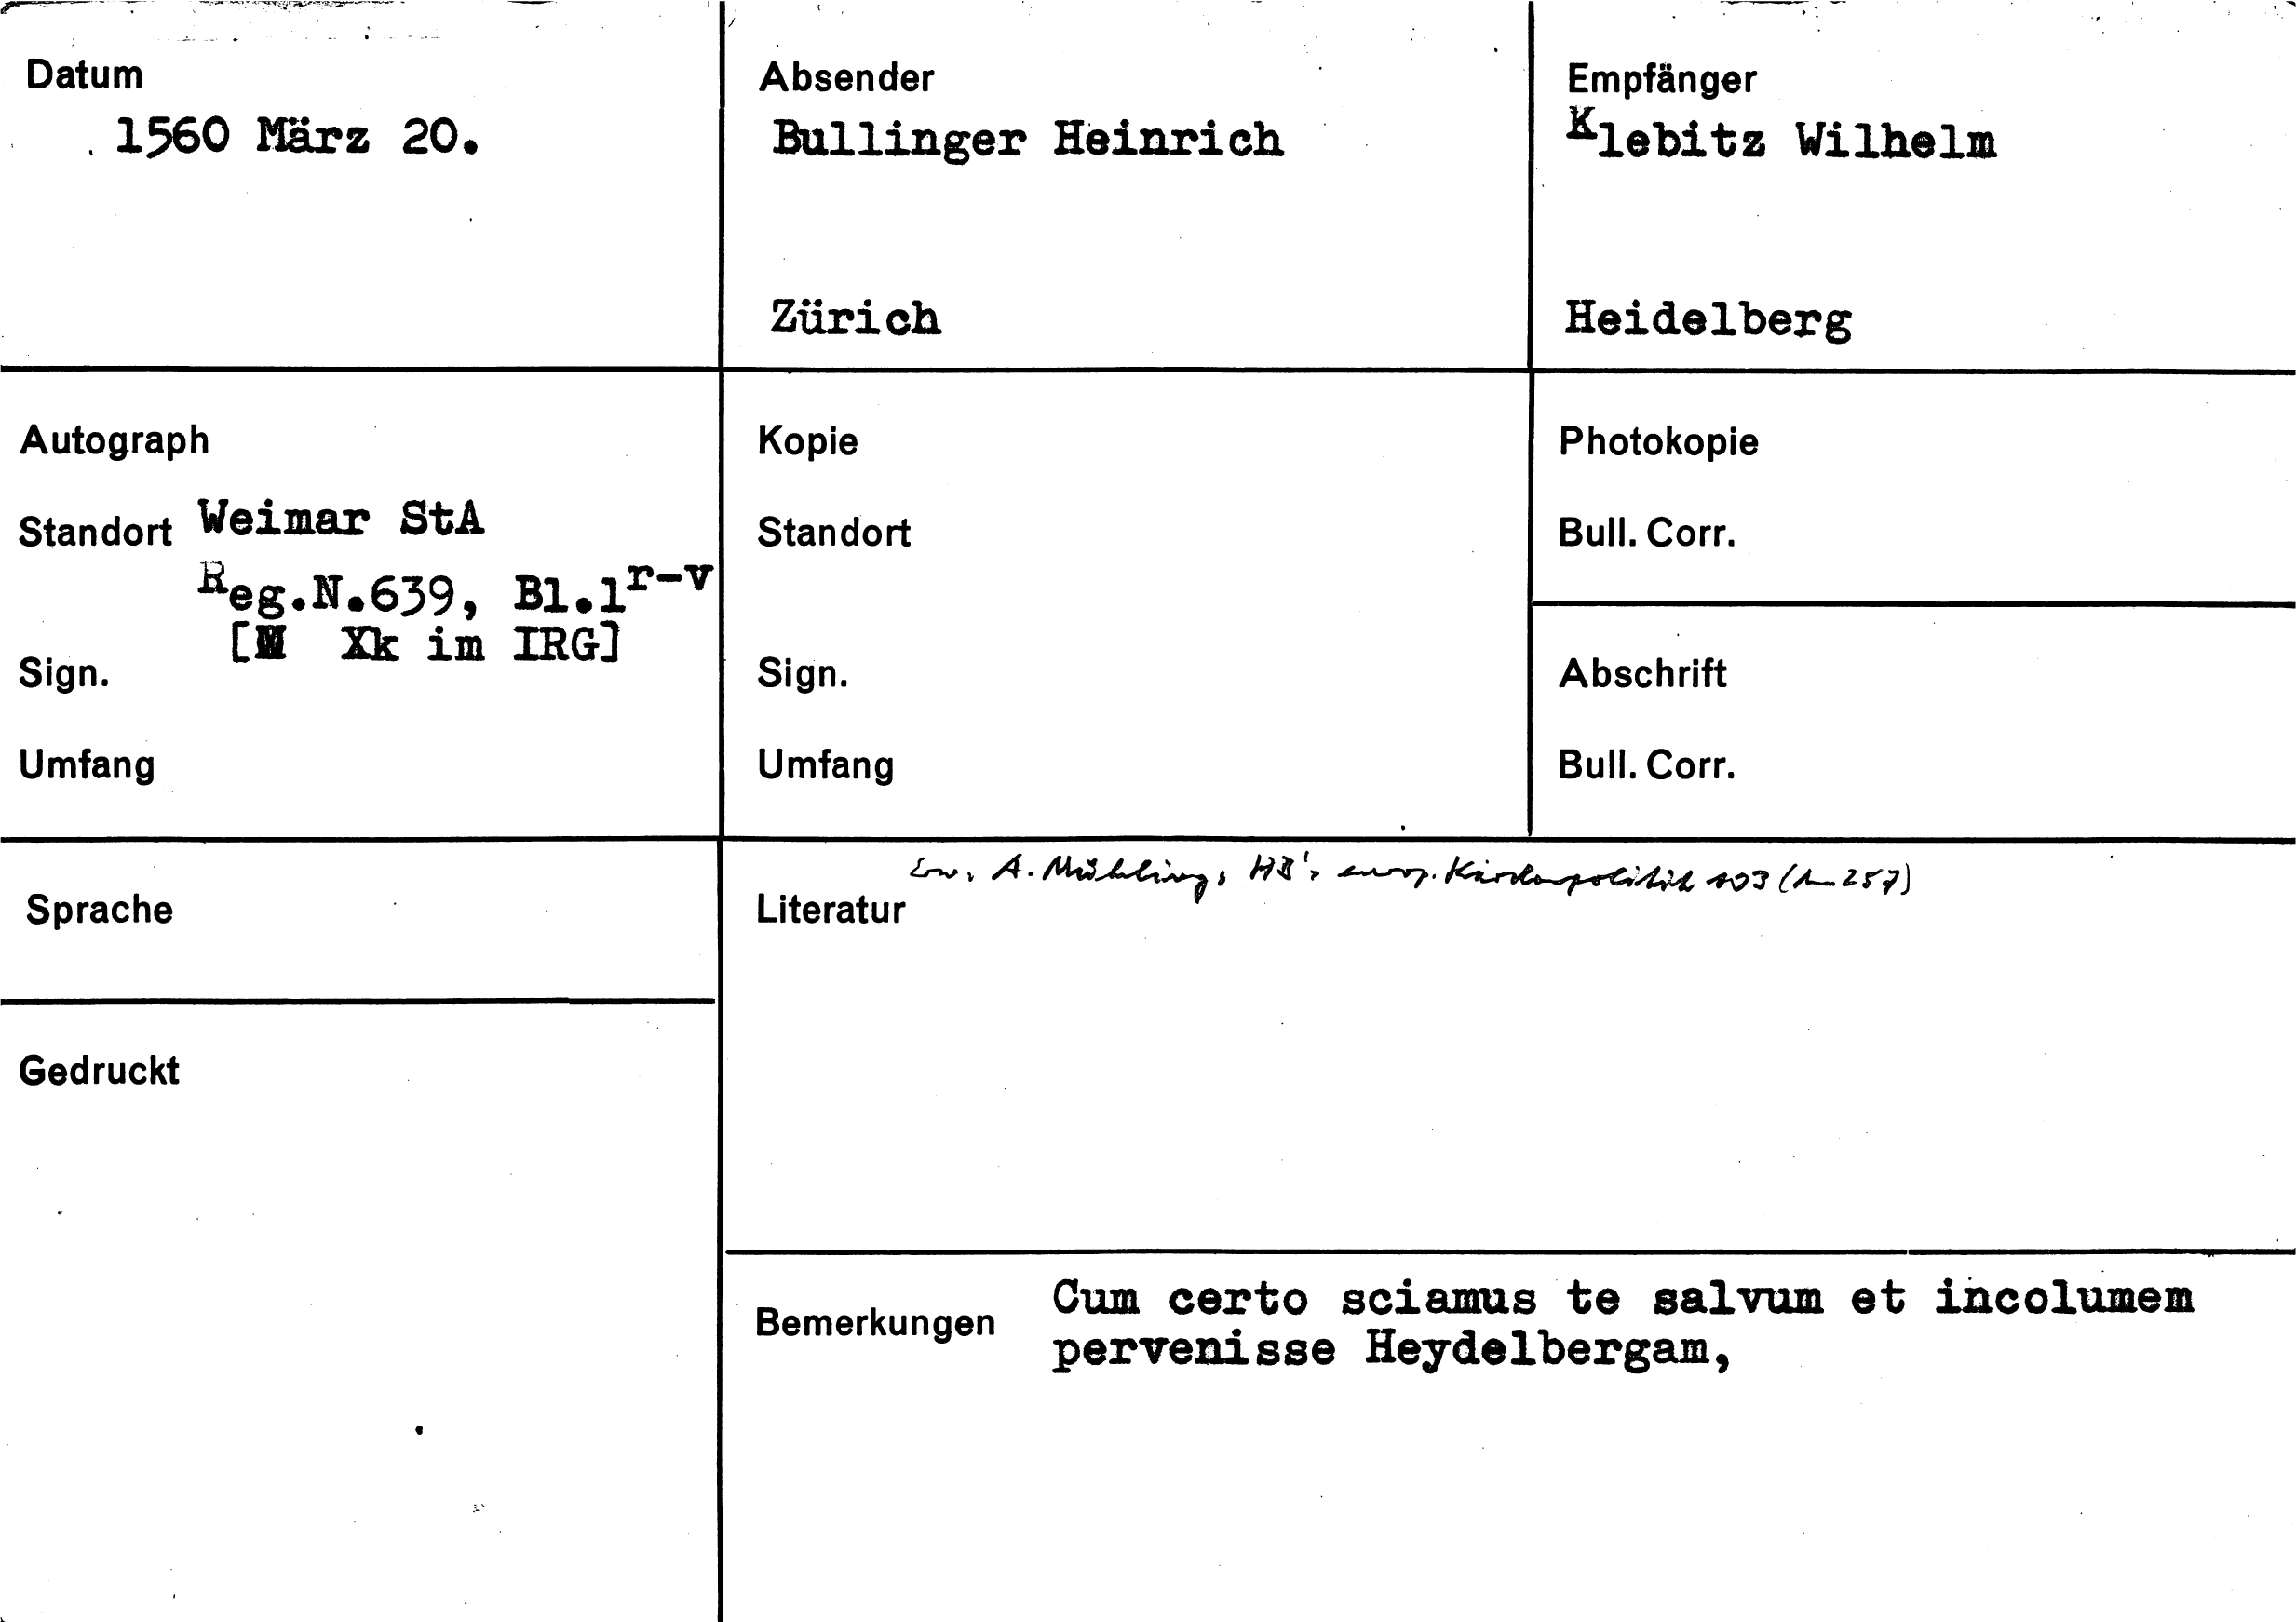 Datum
1560 März 20.
Absender
Bullinger Heinrich
Zürich
Empfänger
Klebitz Wilhelm
Heidelberg
Autograph
Standort Weimar StA
Reg.N.639, Bl.1r-v
[M Xk im IRG]
Sign.
Umfang
Kopie
Standort
Sign.
Umfang
Photokopie
Bull. Corr.
Abschrift
Bull. Corr.
Sprache
Gedruckt
Erw. A. Mühling, HB's europ. Kirchenpolitik 103 (A 257)
Literatur
Bemerkungen
Cum certo sciamus te salvum et incolumem
pervenisse Heydelbergam,